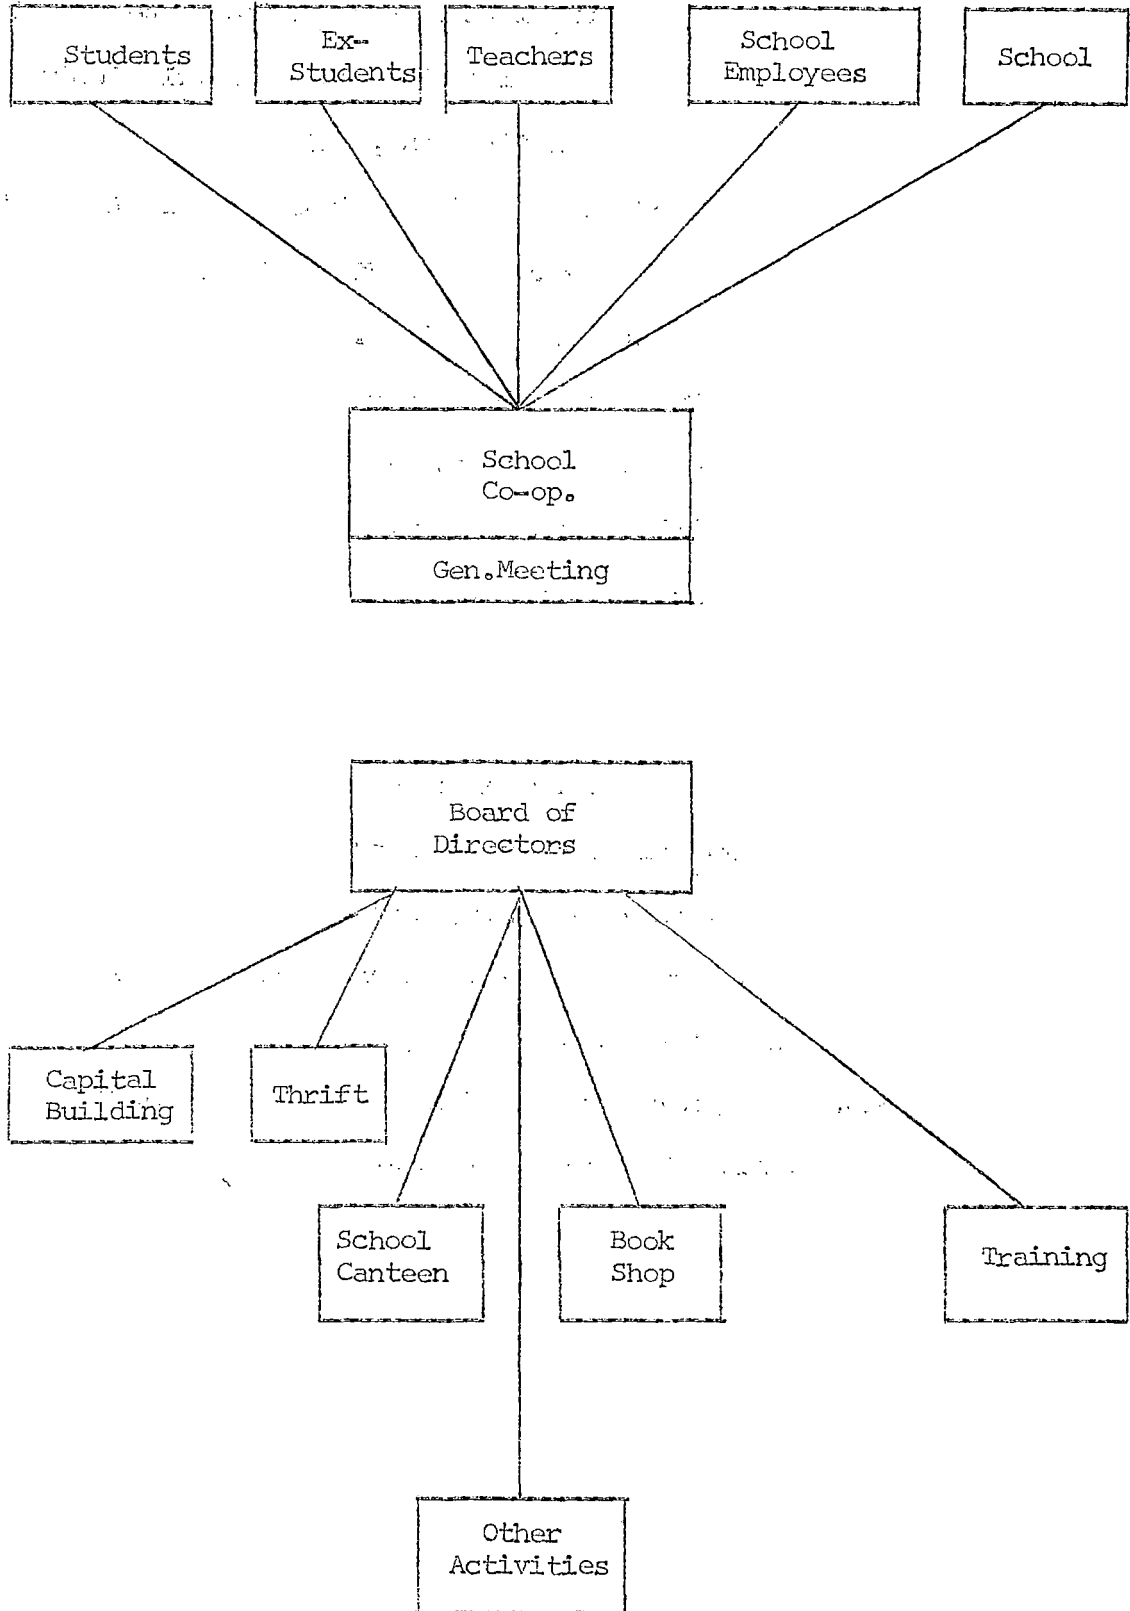 Students
Ex-
Students
Teachers
School
Employees
School
School
Co-op.
Gen.Meeting
Board of
Directors
Capital
Building
Thrift
School
Canteen
Book
Shop
Training
Other
Activities